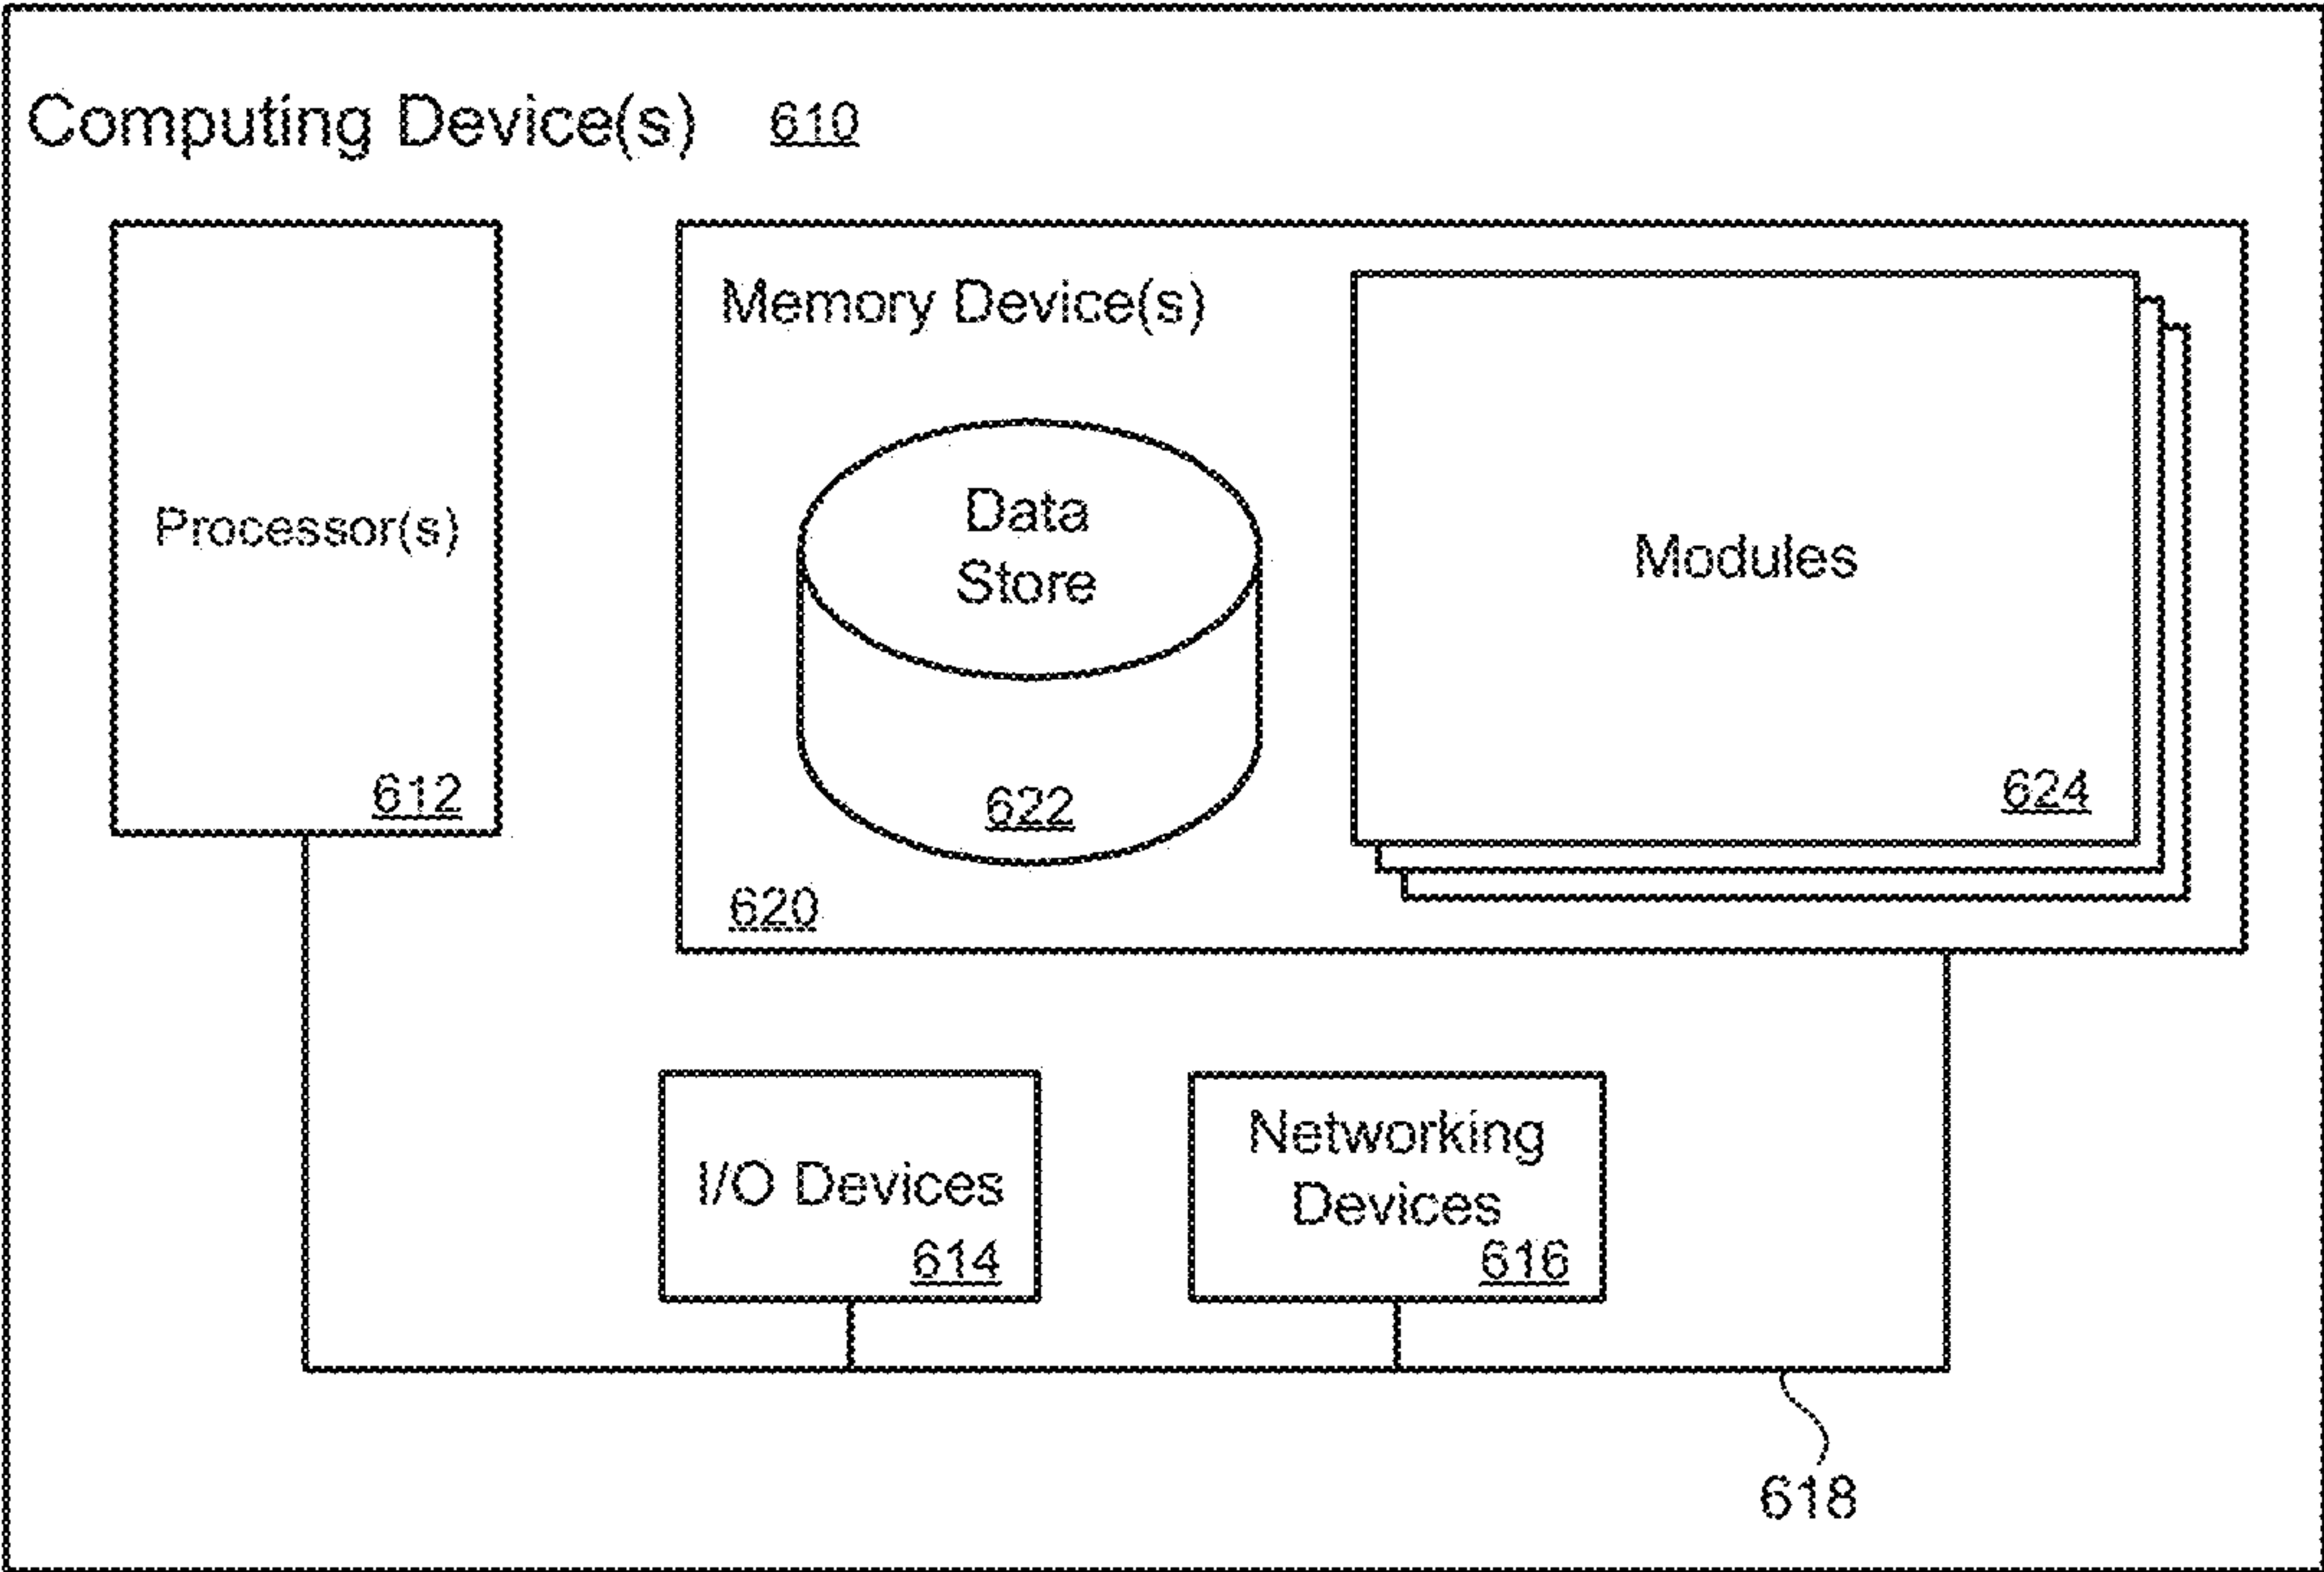 Computing Device(s) 610
Processor(s)
612
Memory Device(s)
Data
Store
622
620
Modules
624
I/O Devices
614
Networking
Devices
616
618